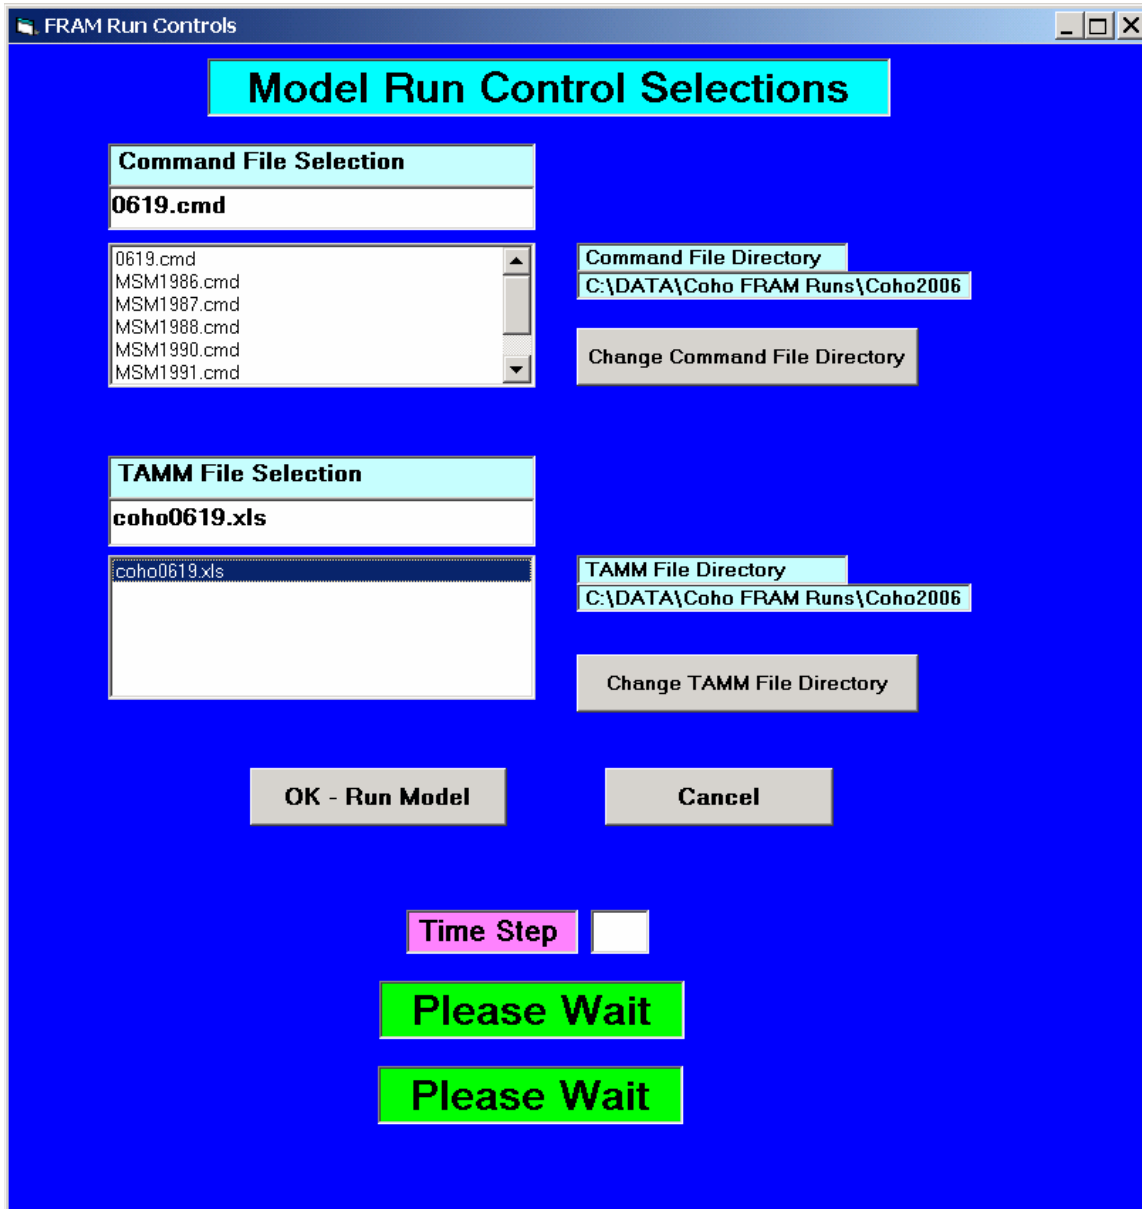 FRAM Run Controls
Model Run Control Selections
Command File Selection
0619.cmd
0619.cmd
MSM1986.cmd
MSM1987.cmd
MSM1988.cmd
MSM1990.cmd
MSM1991.cmd
Command File Directory
C:\DATA\Coho FRAM Runs\Coho2006
Change Command File Directory
TAMM File Selection
coho0619.xls
coho0619.xls
TAMM File Directory
C:\DATA\Coho FRAM Runs\Coho2006
Change TAMM File Directory
OK - Run Model
Cancel
Time Step
Please Wait
Please Wait